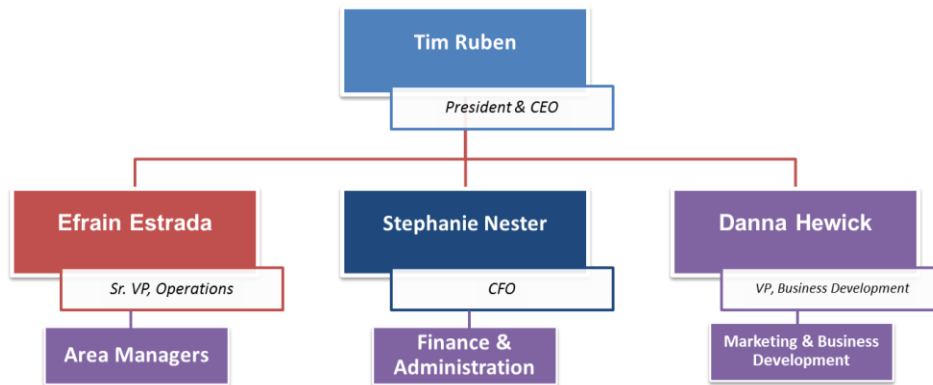 Tim Ruben
President & CEO
Efrain Estrada
Sr. VP, Operations
Area Managers
Stephanie Nester
CFO
Finance &
Administration
Danna Hewick
VP, Business Development
Marketing & Business
Development